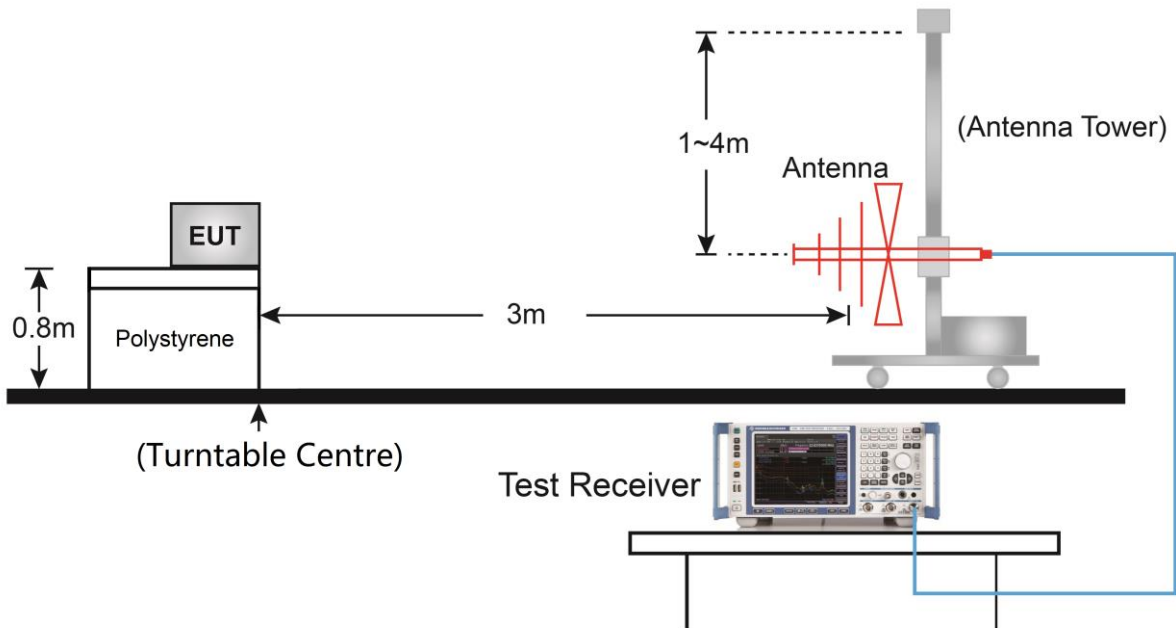 1~4m
(Antenna Tower)
Antenna
EUT
0.8m
Polystyrene
3m
(Turntable Centre)
Test Receiver